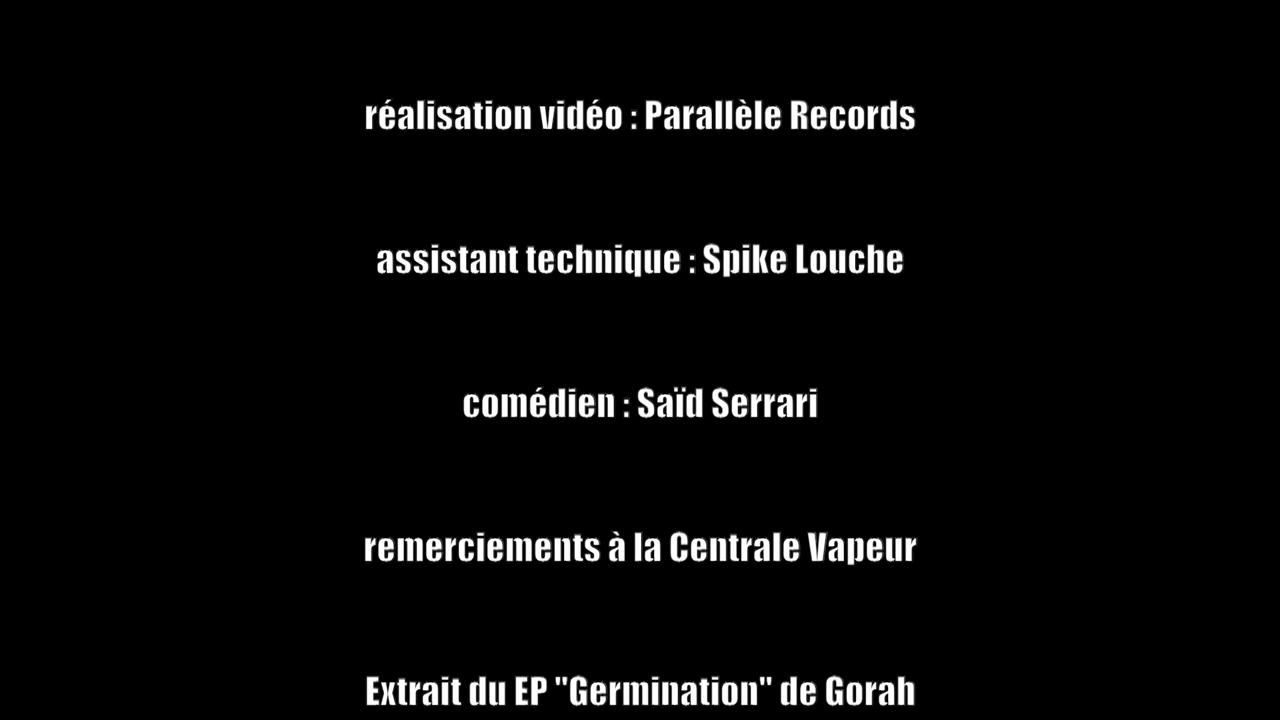 réalisation vidéo : Parallèle Records
assistant technique : Spike Louche
comédien : Saïd Serrari
remerciements à la Centrale Vapeur
Extrait du EP "Germination" de Gorah